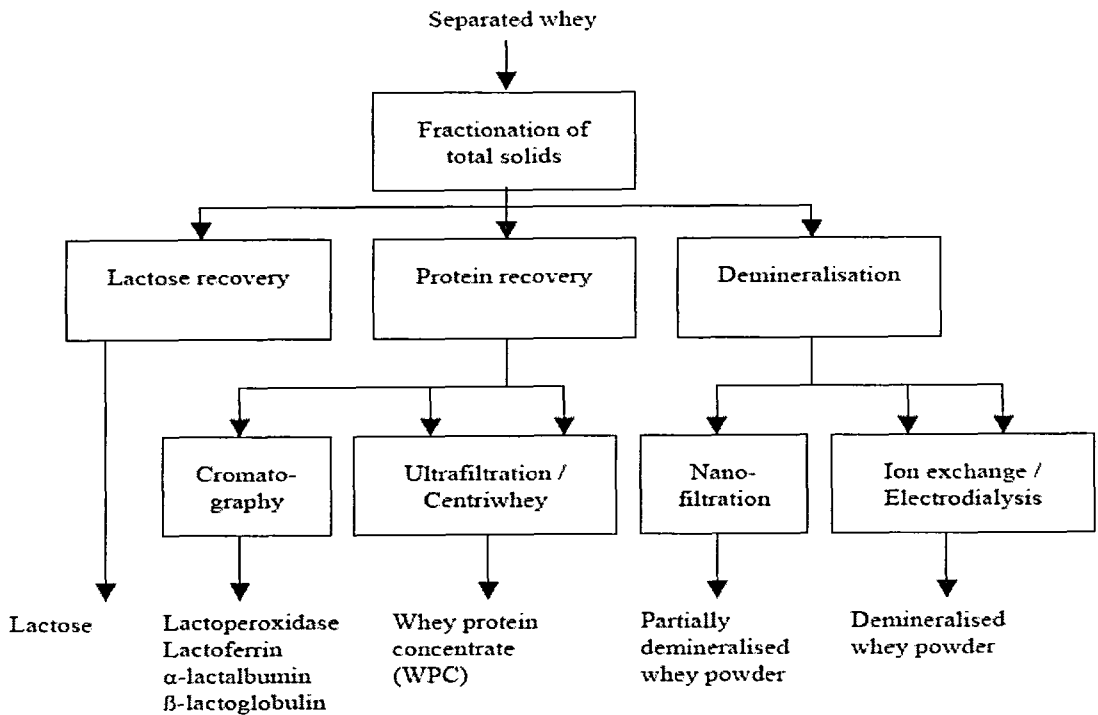 Separated whey
Fractionation of
total solids
Lactose recovery
Protein recovery
Demineralisation
Cromato-
graphy
Ultrafiltration /
Centriwhey
Nano-
filtration
Ion exchange /
Electrodialysis
Lactose
Lactoperoxidase
Lactoferrin
α-lactalbumin
ß-lactoglobulin
Whey protein
concentrate
(WPC)
Partially
demineralised
whey powder
Demineralised
whey powder